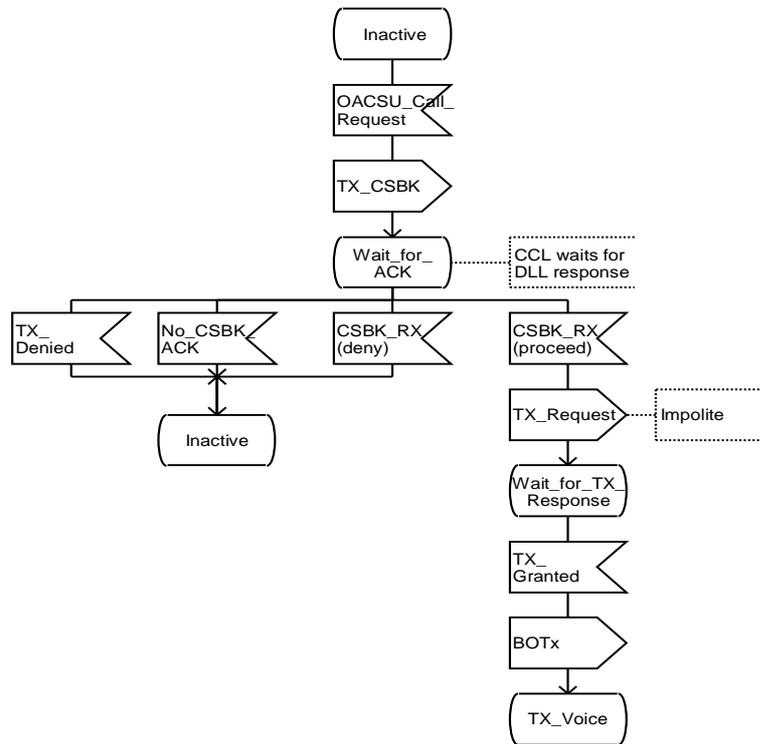 Inactive
OACSU_Call_
Request
TX_CSBK
Wait_for_
ACK
CCL waits for
DLL response
TX_
Denied
No_CSBK_
ACK
CSBK_RX
(deny)
CSBK_RX
(proceed)
TX_Request
Impolite
Inactive
Wait_for_TX_
Response
TX_
Granted
BOTx
TX_Voice